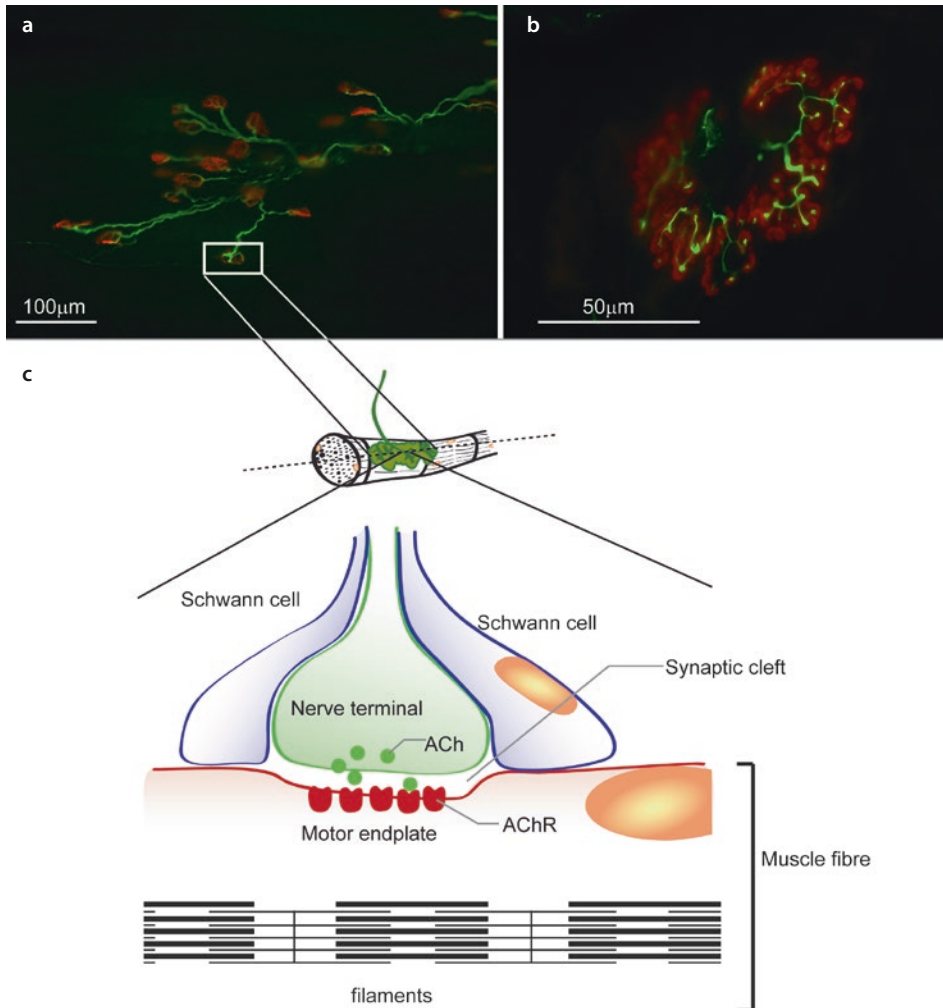 a
b
100μm
50μm
c
Schwann cell
Schwann cell
Synaptic cleft
Nerve terminal
ACh
AChR
Motor endplate
Muscle fibre
filaments